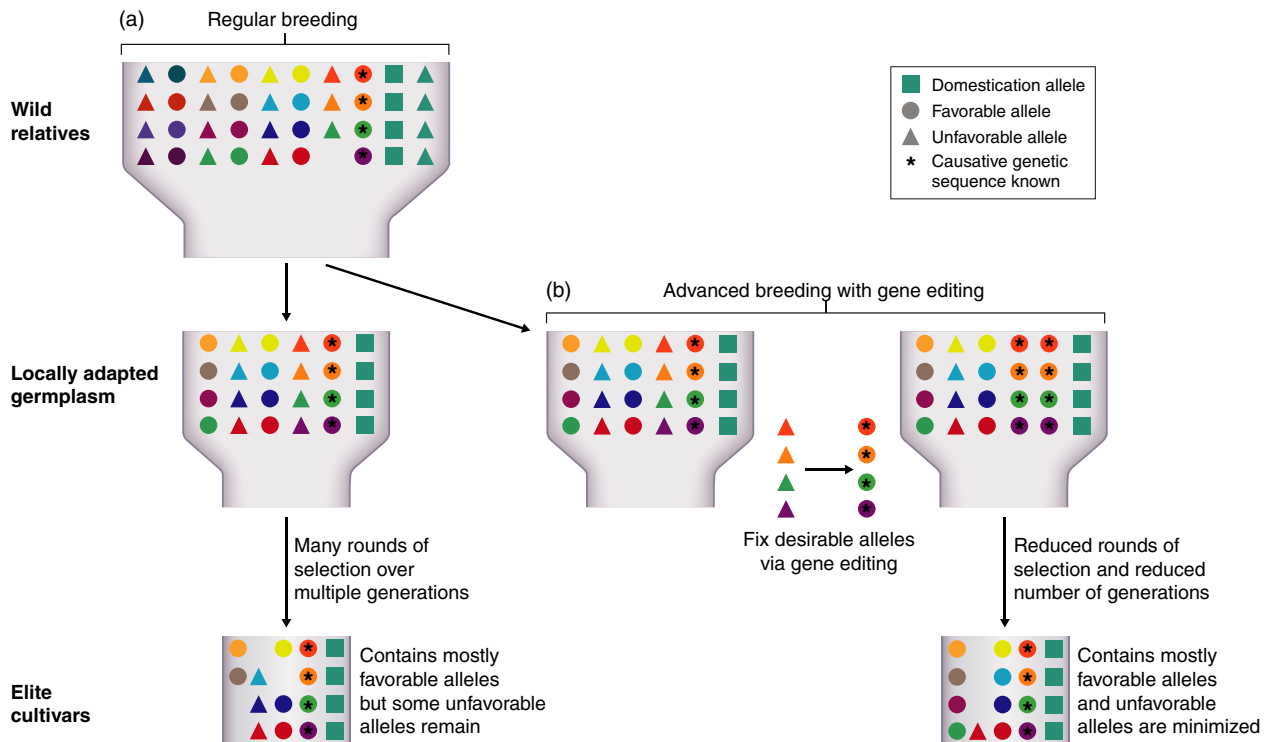 (a)
Regular breeding
Wild
relatives
Domestication allele
Favorable allele
Unfavorable allele
* Causative genetic
sequence known
(b)
Advanced breeding with gene editing
Locally adapted
germplasm
Fix desirable alleles
via gene editing
Many rounds of
selection over
multiple generations
Reduced rounds of
selection and reduced
number of generations
Elite
cultivars
Contains mostly
favorable alleles
but some unfavorable
alleles remain
Contains mostly
favorable alleles
and unfavorable
alleles are minimized